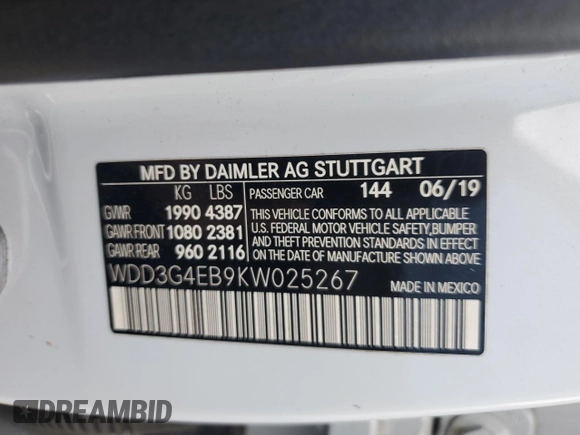 MFD BY DAIMLER AG STUTTGART
KG LBS PASSENGER CAR 144 06/19
GVWR 1990 4387
GAWR FRONT 1080 2381
GAWR REAR 960 2116
THIS VEHICLE CONFORMS TO ALL APPLICABLE
U.S. FEDERAL MOTOR VEHICLE SAFETY,BUMPER
AND THEFT PREVENTION STANDARDS IN EFFECT
ON THE DATE OF MANUFACTURE SHOWN ABOVE.
WDD3G4EB9KW025267
MADE IN MEXICO
DREAMBID